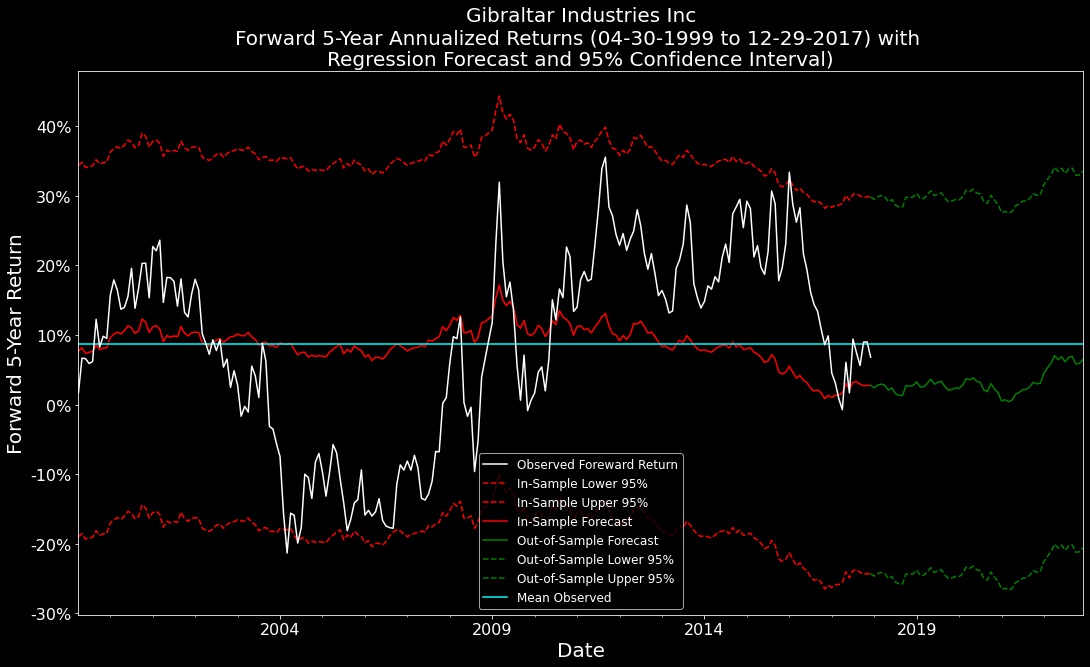 Gibraltar Industries Inc
Forward 5-Year Annualized Returns (04-30-1999 to 12-29-2017) with
Regression Forecast and 95% Confidence Interval)
Forward 5-Year Return
40%
30%
20%
10%
0%
-10%
-20%
-30%
Observed Foreward Return
In-Sample Lower 95%
In-Sample Upper 95%
In-Sample Forecast
Out-of-Sample Forecast
Out-of-Sample Lower 95%
Out-of-Sample Upper 95%
Mean Observed
2004
2009
2014
2019
Date